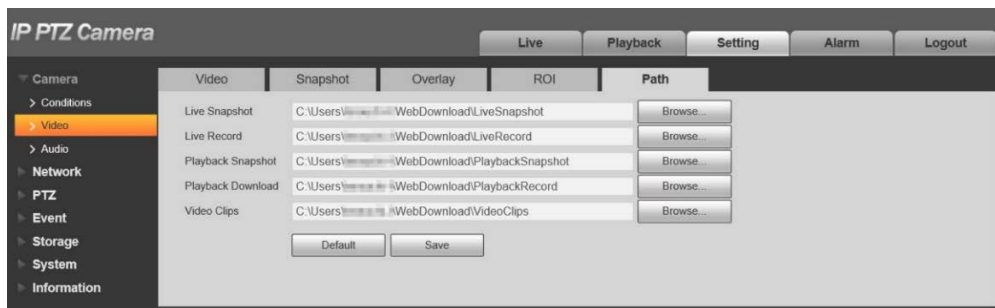 IP PTZ Camera
Live Playback Setting Alarm Logout
Camera
Conditions
Video
Audio
Network
PTZ
Event
Storage
System
Information
Video Snapshot Overlay ROI Path
Live Snapshot C:\Users\ WebDownload\LiveSnapshot Browse...
Live Record C:\Users\ WebDownload\LiveRecord Browse...
Playback Snapshot C:\Users\ \WebDownload\PlaybackSnapshot Browse...
Playback Download C:\Users\ \WebDownload\PlaybackRecord Browse...
Video Clips C:\Users\ \WebDownload\VideoClips Browse...
Default Save